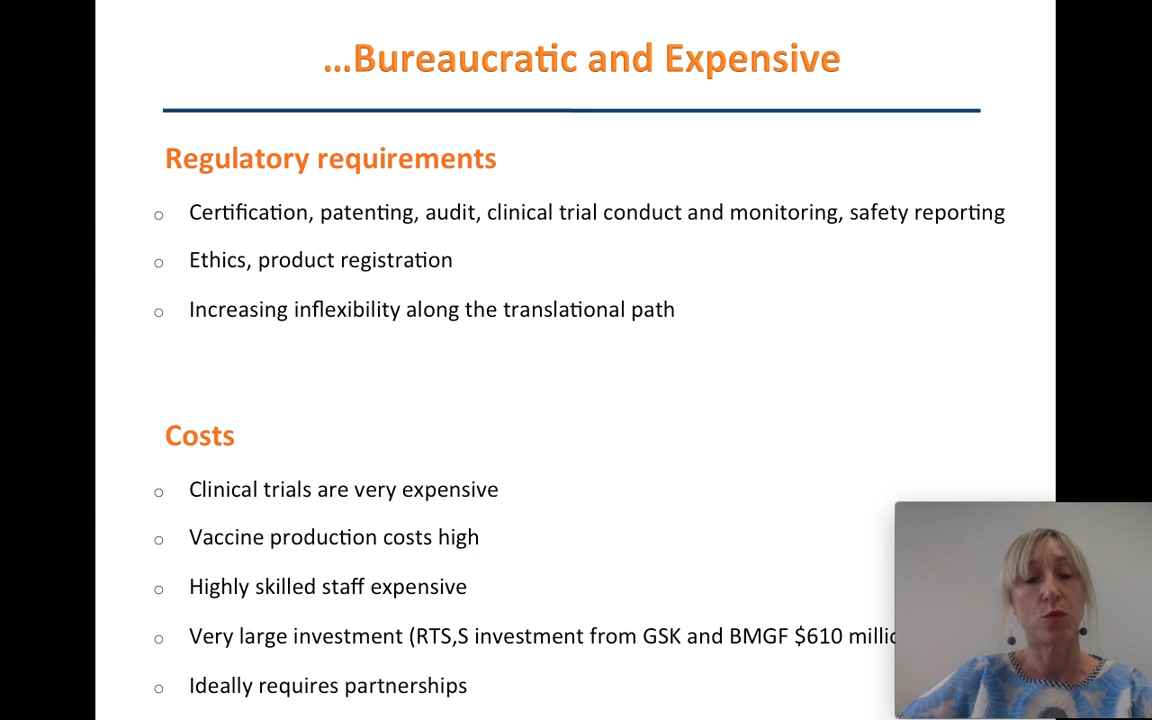 ...Bureaucratic and Expensive
Regulatory requirements
Certification, patenting, audit, clinical trial conduct and monitoring, safety reporting
Ethics, product registration
Increasing inflexibility along the translational path
Costs
Clinical trials are very expensive
Vaccine production costs high
Highly skilled staff expensive
Very large investment (RTS,S investment from GSK and BMGF $610
Ideally requires partnerships